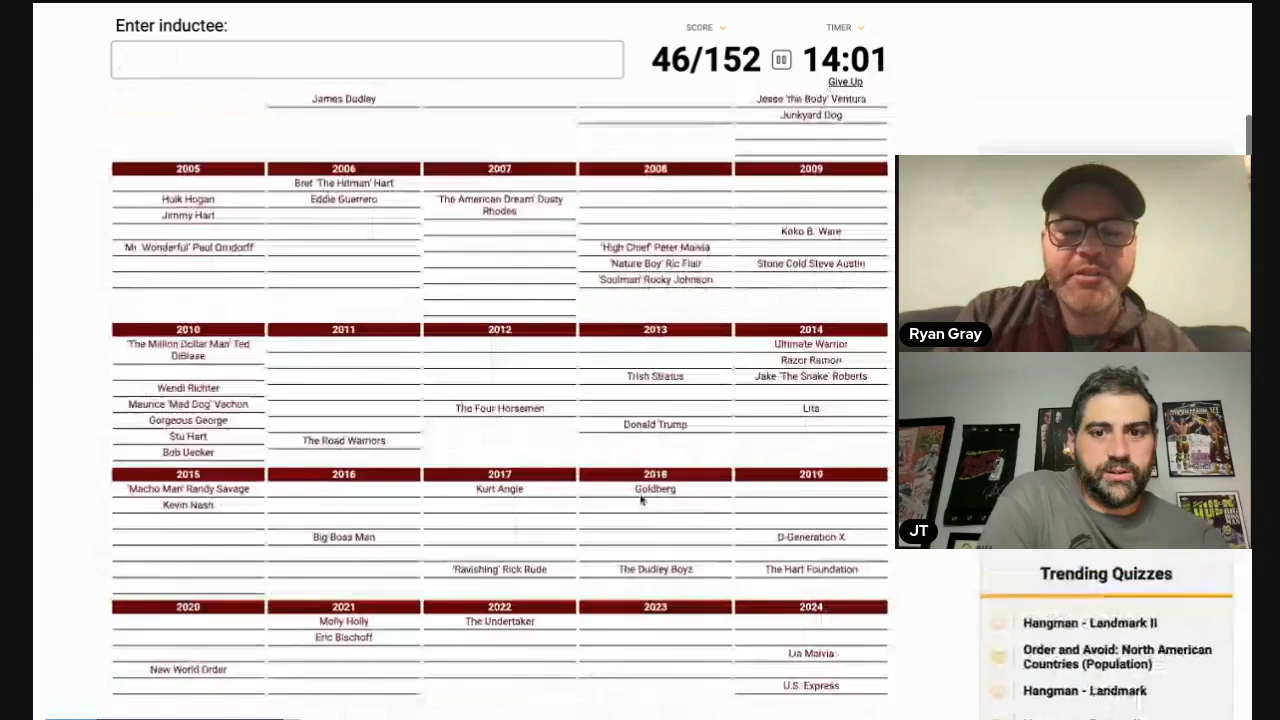 Enter inductee:
SCORE
TIMER
46/152
14:01
Give Up
James Dudley
Jesse 'the Body' Ventura
Junkyard Dog
2005 2006 2007 2008 2009
Bret 'The Hitman' Hart'
Hulk Hogan
Eddie Guerrero
'The American Dream' Dusty
Rhodes
Jimmy Hart
Koko B. Ware
'Mr. Wonderful' Paul Orndorff
'High Chief' Peter Maivia
'Nature Boy' Ric Flair
Stone Cold Steve Austin
'Soulman' Rocky Johnson
2010 2011 2012 2013 2014
'The Million Dollar Man' Ted
DiBiase
Ultimate Warrior
Razor Ramon
Trish Stratus
Jake 'The Snake' Roberts
Wendi Richter
Maurice 'Mad Dog' Vachon
The Four Horsemen
Lita
Gorgeous George
Donald Trump
Stu Hart
The Road Warriors
Bob Uecker
2015 2016 2017 2018 2019
'Macho Man' Randy Savage
Kurt Angle
Goldberg
Kevin Nash
Big Boss Man
D-Generation X
'Ravishing' Rick Rude
The Dudley Boyz
The Hart Foundation
2020 2021 2022 2023 2024
Molly Holly
The Undertaker
Eric Bischoff
Lia Maivia
New World Order
U.S. Express
Ryan Gray
JT
Trending Quizzes
Hangman - Landmark II
Order and Avoid: North American
Countries (Population)
Hangman - Landmark